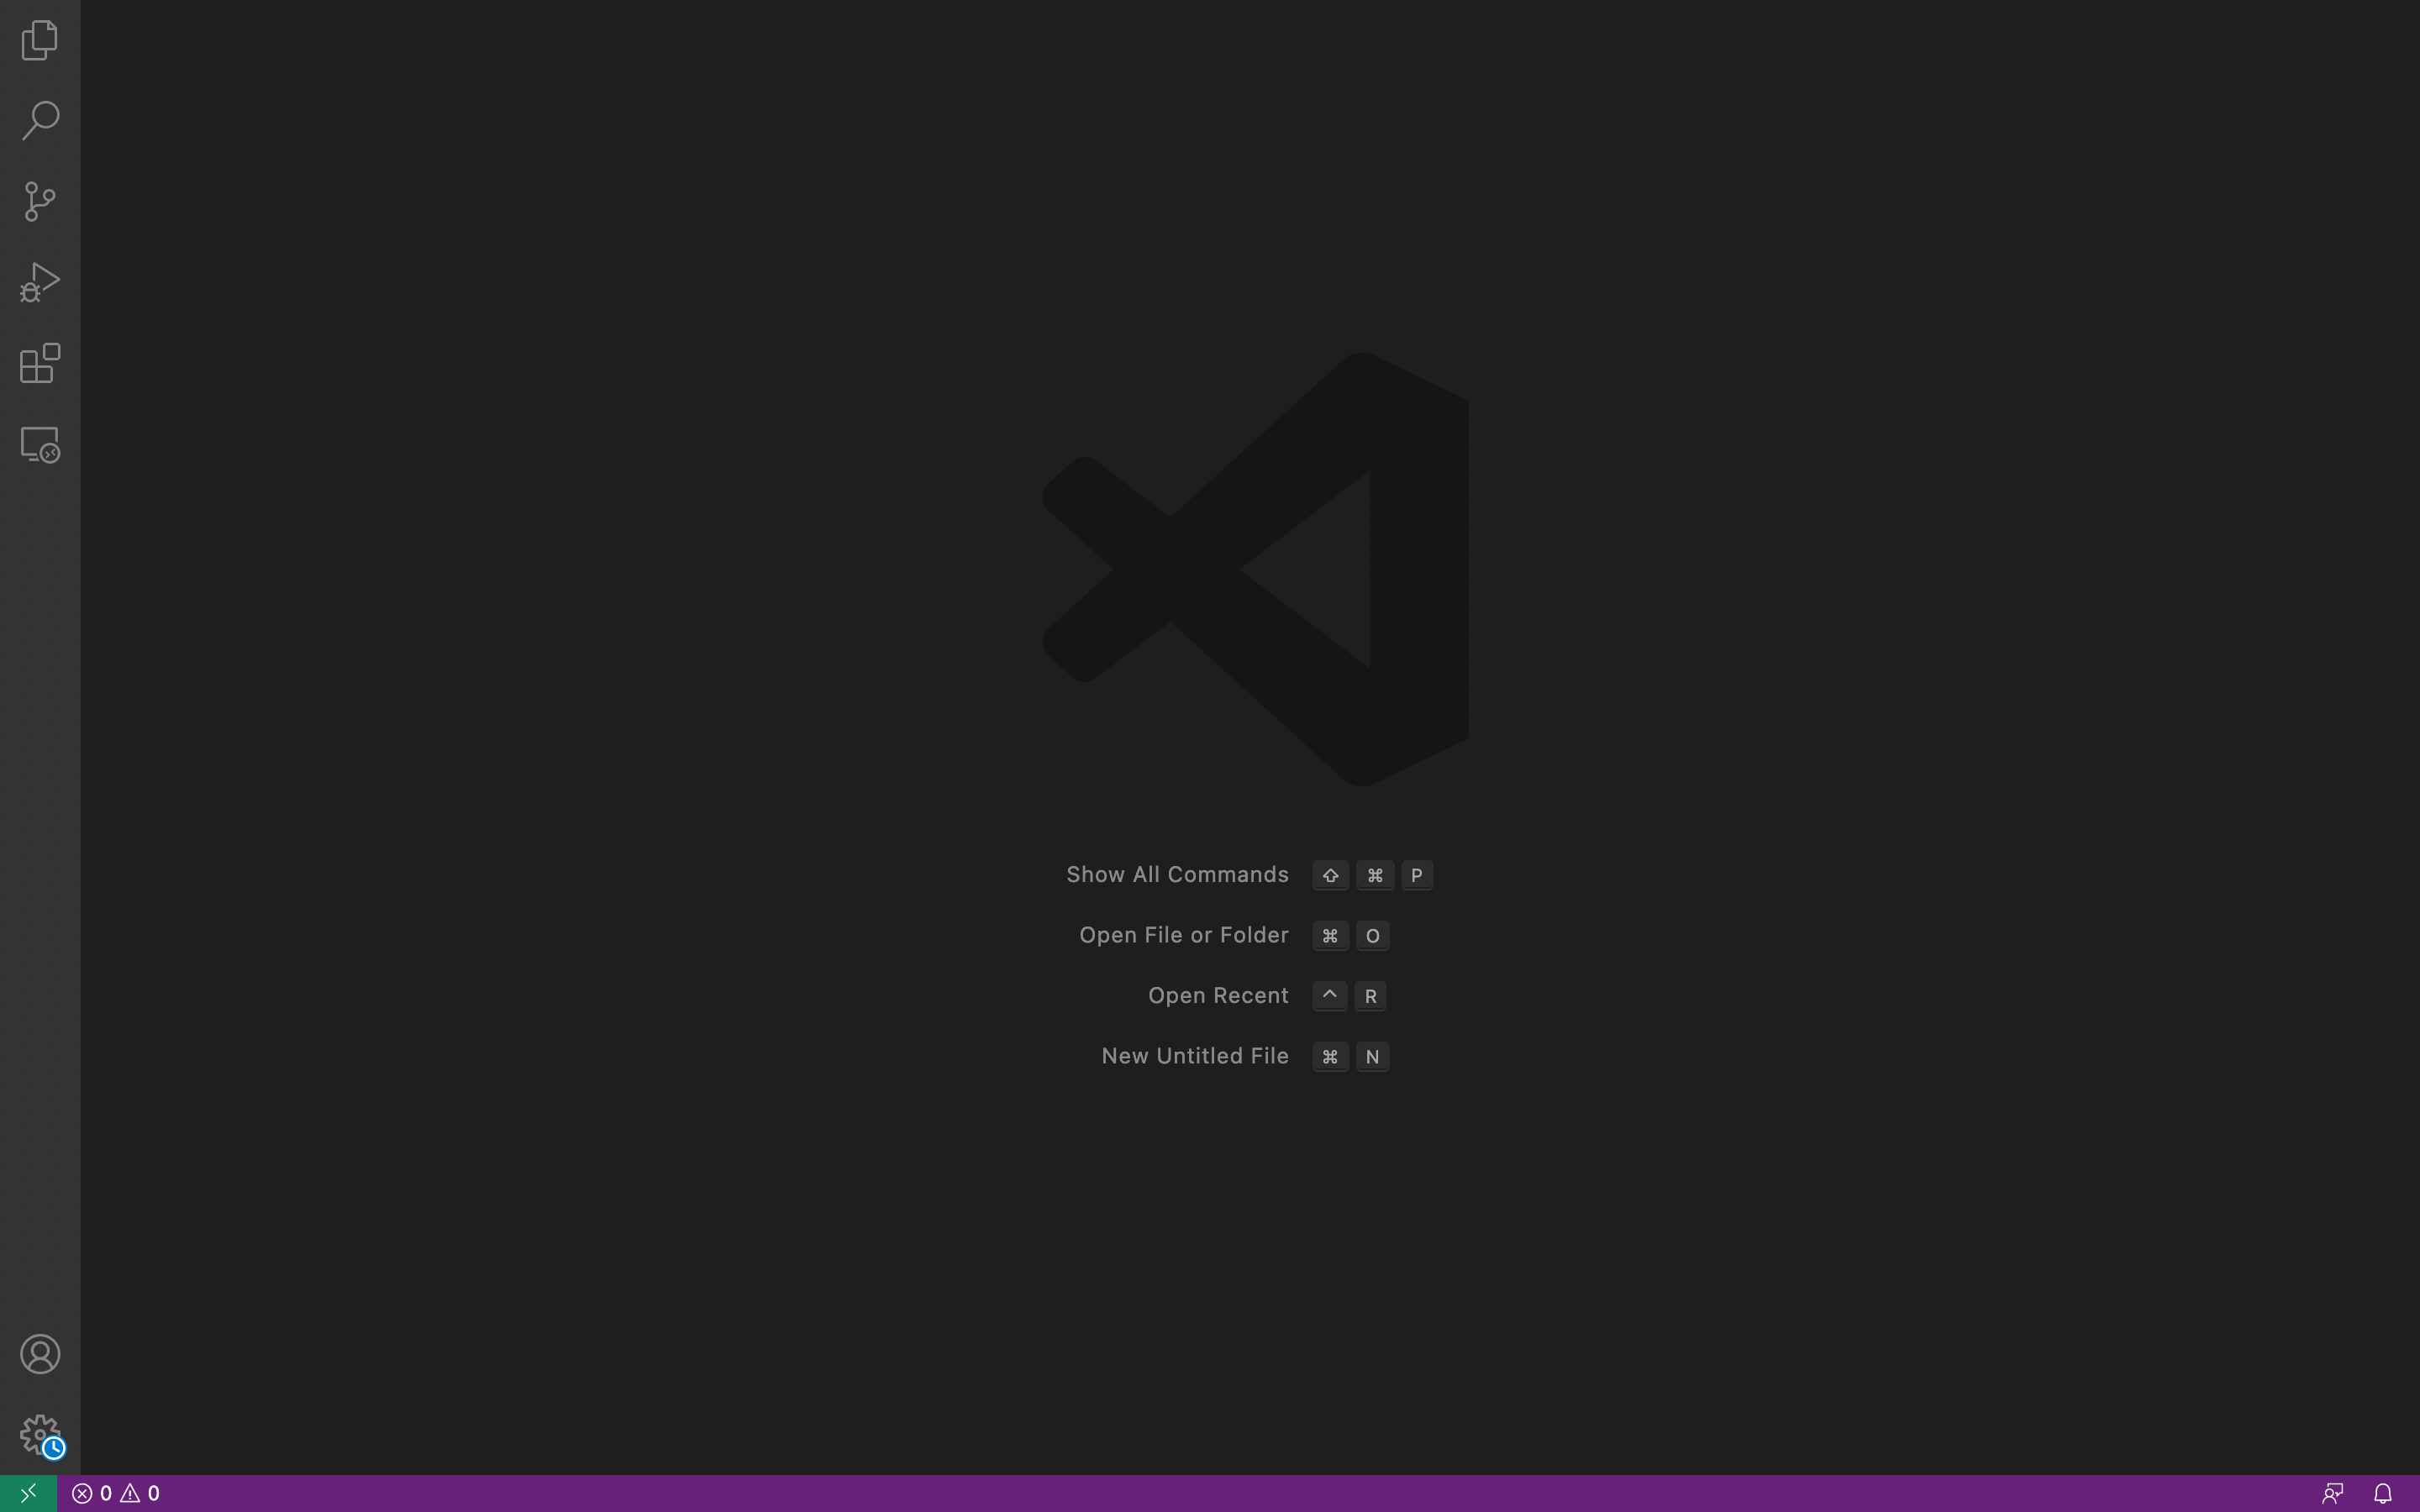 Show All Commands ⇧ ⌘ P
Open File or Folder ⌘ O
Open Recent ^ R
New Untitled File ⌘ N
0 0